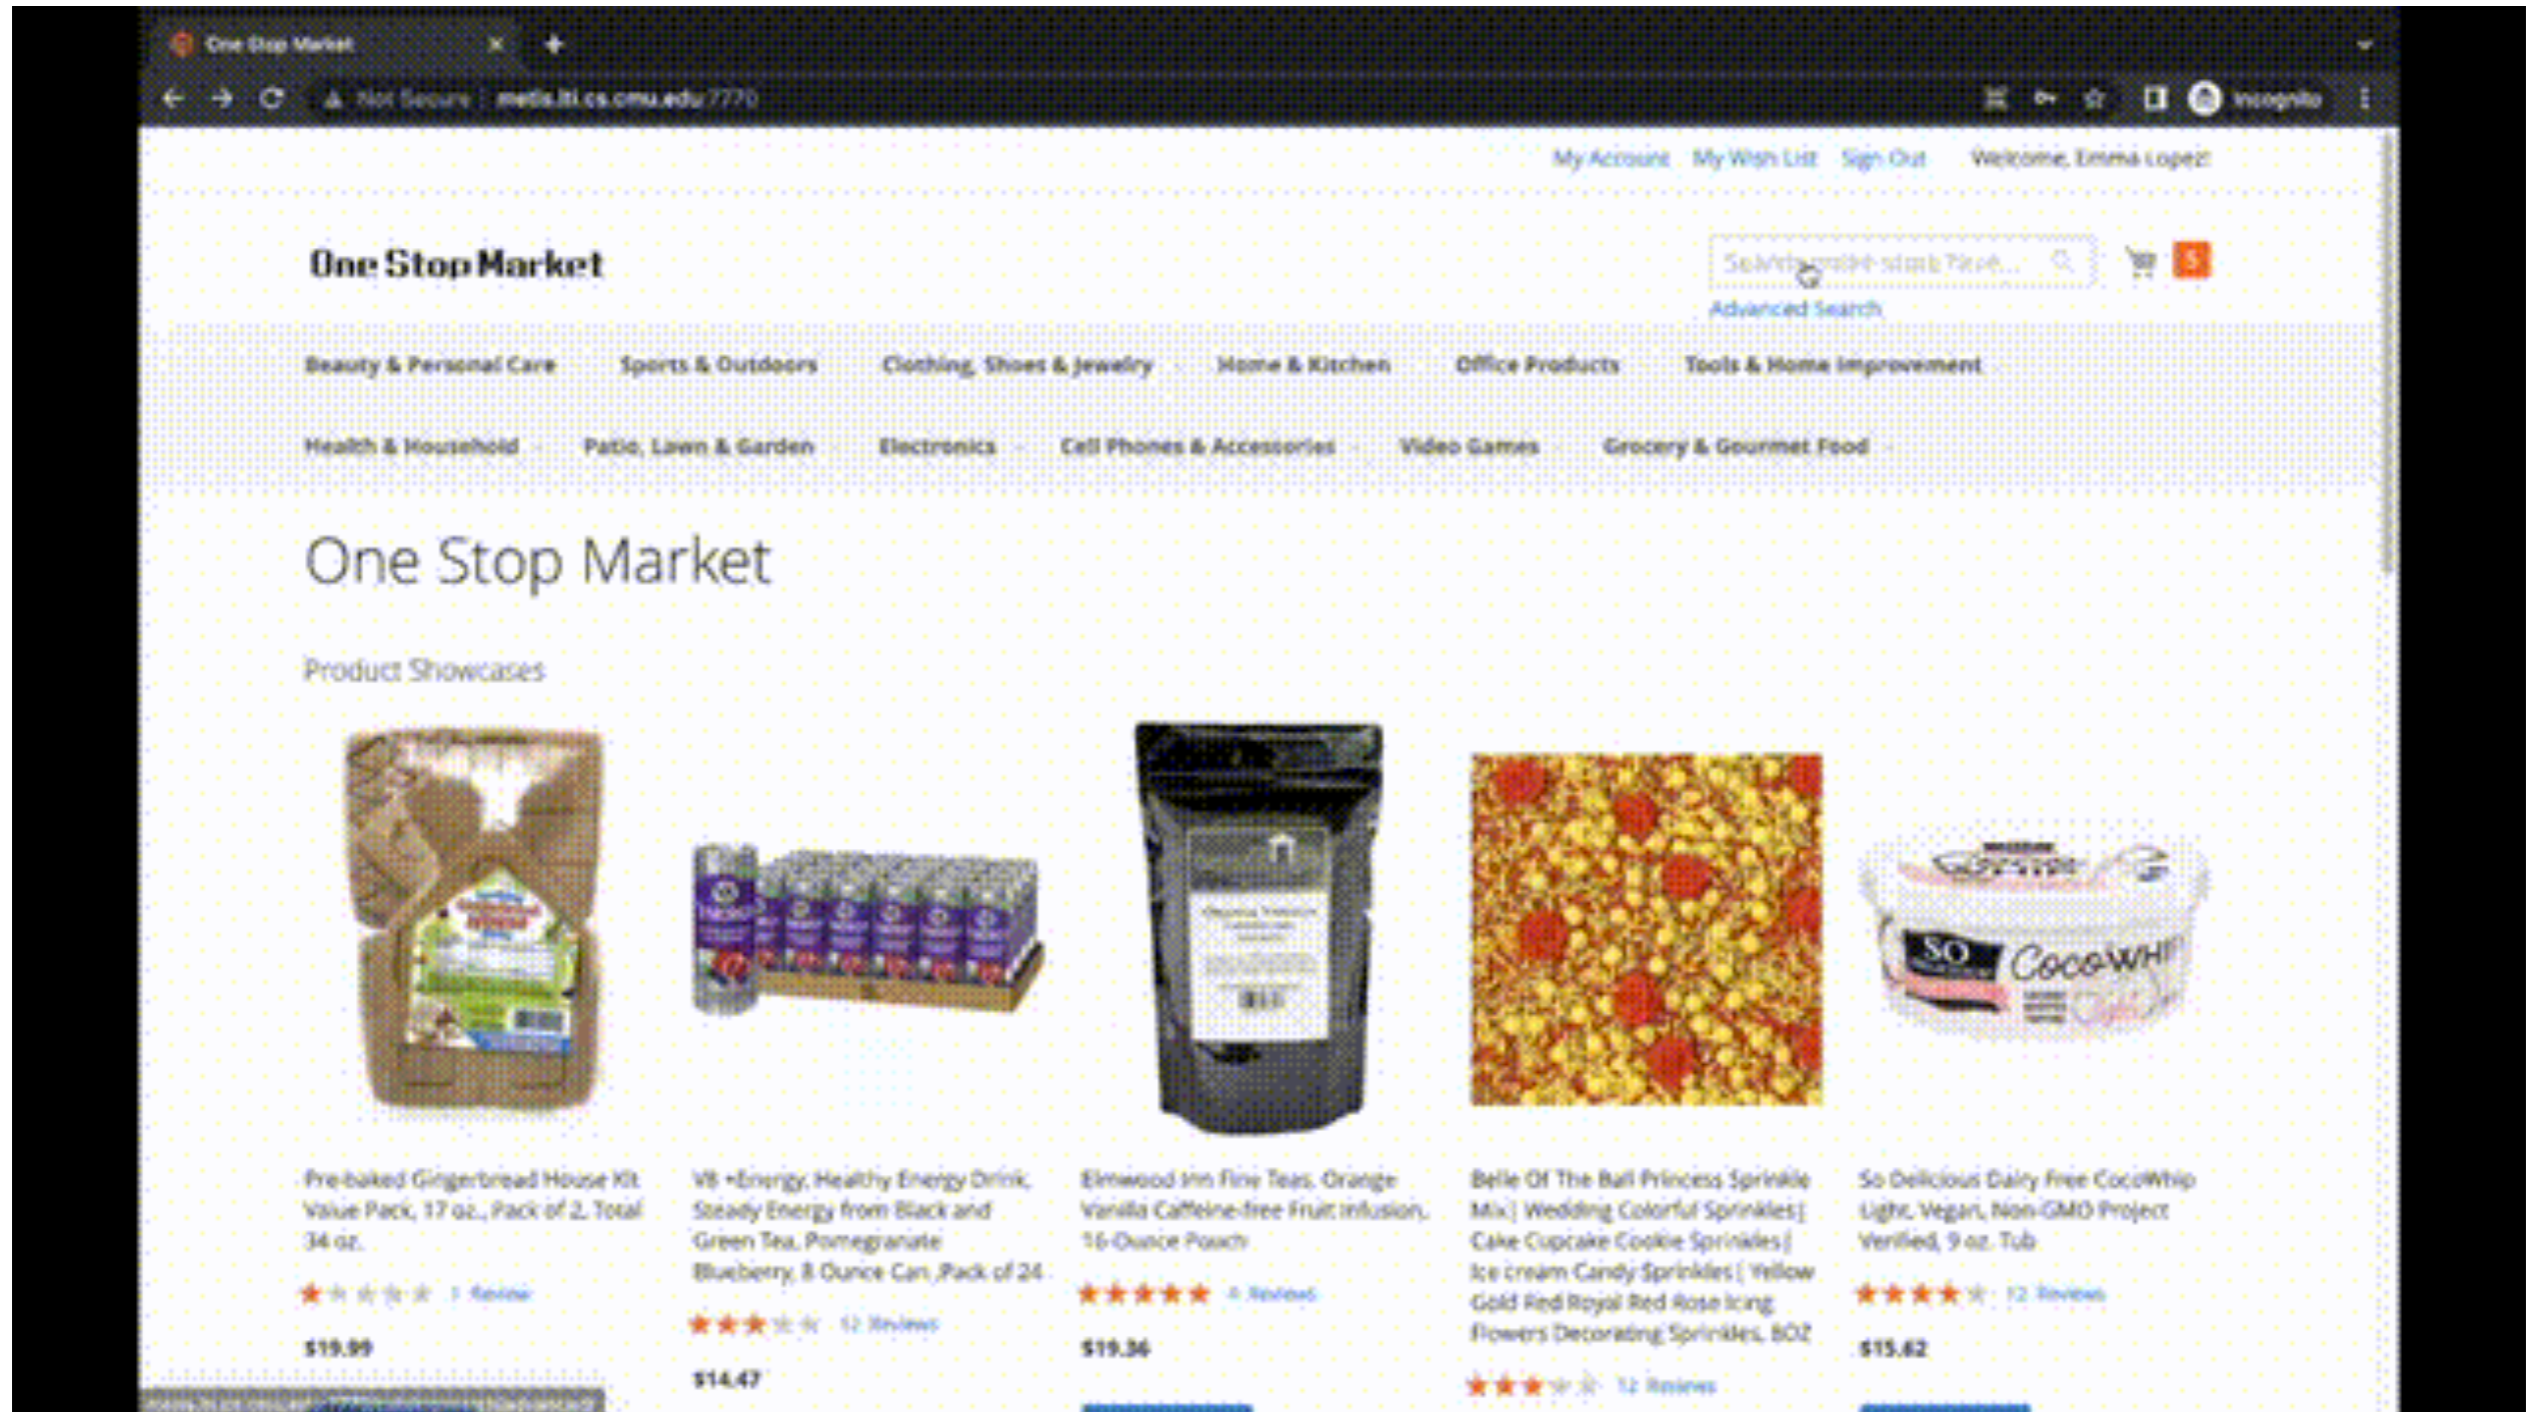 One Stop Market
Not Secure metis.lti.cs.cmu.edu:7770
Incognito
My Account My Wish List Sign Out Welcome, Emma Lopez!
One Stop Market
5
Advanced Search
Beauty & Personal Care Sports & Outdoors Clothing, Shoes & Jewelry Home & Kitchen Office Products Tools & Home Improvement
Health & Household Patio, Lawn & Garden Electronics Cell Phones & Accessories Video Games Grocery & Gourmet Food
One Stop Market
Product Showcases
SO
CocoWHIP
Pre-baked Gingerbread House Kit
Value Pack, 17 oz., Pack of 2, Total
34 oz.
1 Review
$19.99
V8 +Energy, Healthy Energy Drink,
Steady Energy from Black and
Green Tea, Pomegranate
Blueberry, 8 Ounce Can ,Pack of 24
12 Reviews
$14.47
Elmwood Inn Fine Teas, Orange
Vanilla Caffeine-free Fruit Infusion,
16-Ounce Pouch
Reviews
$19.36
Belle Of The Ball Princess Sprinkle
Mix| Wedding Colorful Sprinkles|
Cake Cupcake Cookie Sprinkles|
Ice cream Candy Sprinkles| Yellow
Gold Red Royal Red Rose Icing
Flowers Decorating Sprinkles, 8OZ
12 Reviews
So Delicious Dairy Free CocoWhip
Light, Vegan, Non-GMO Project
Verified, 9 oz. Tub
12 Reviews
$15.62